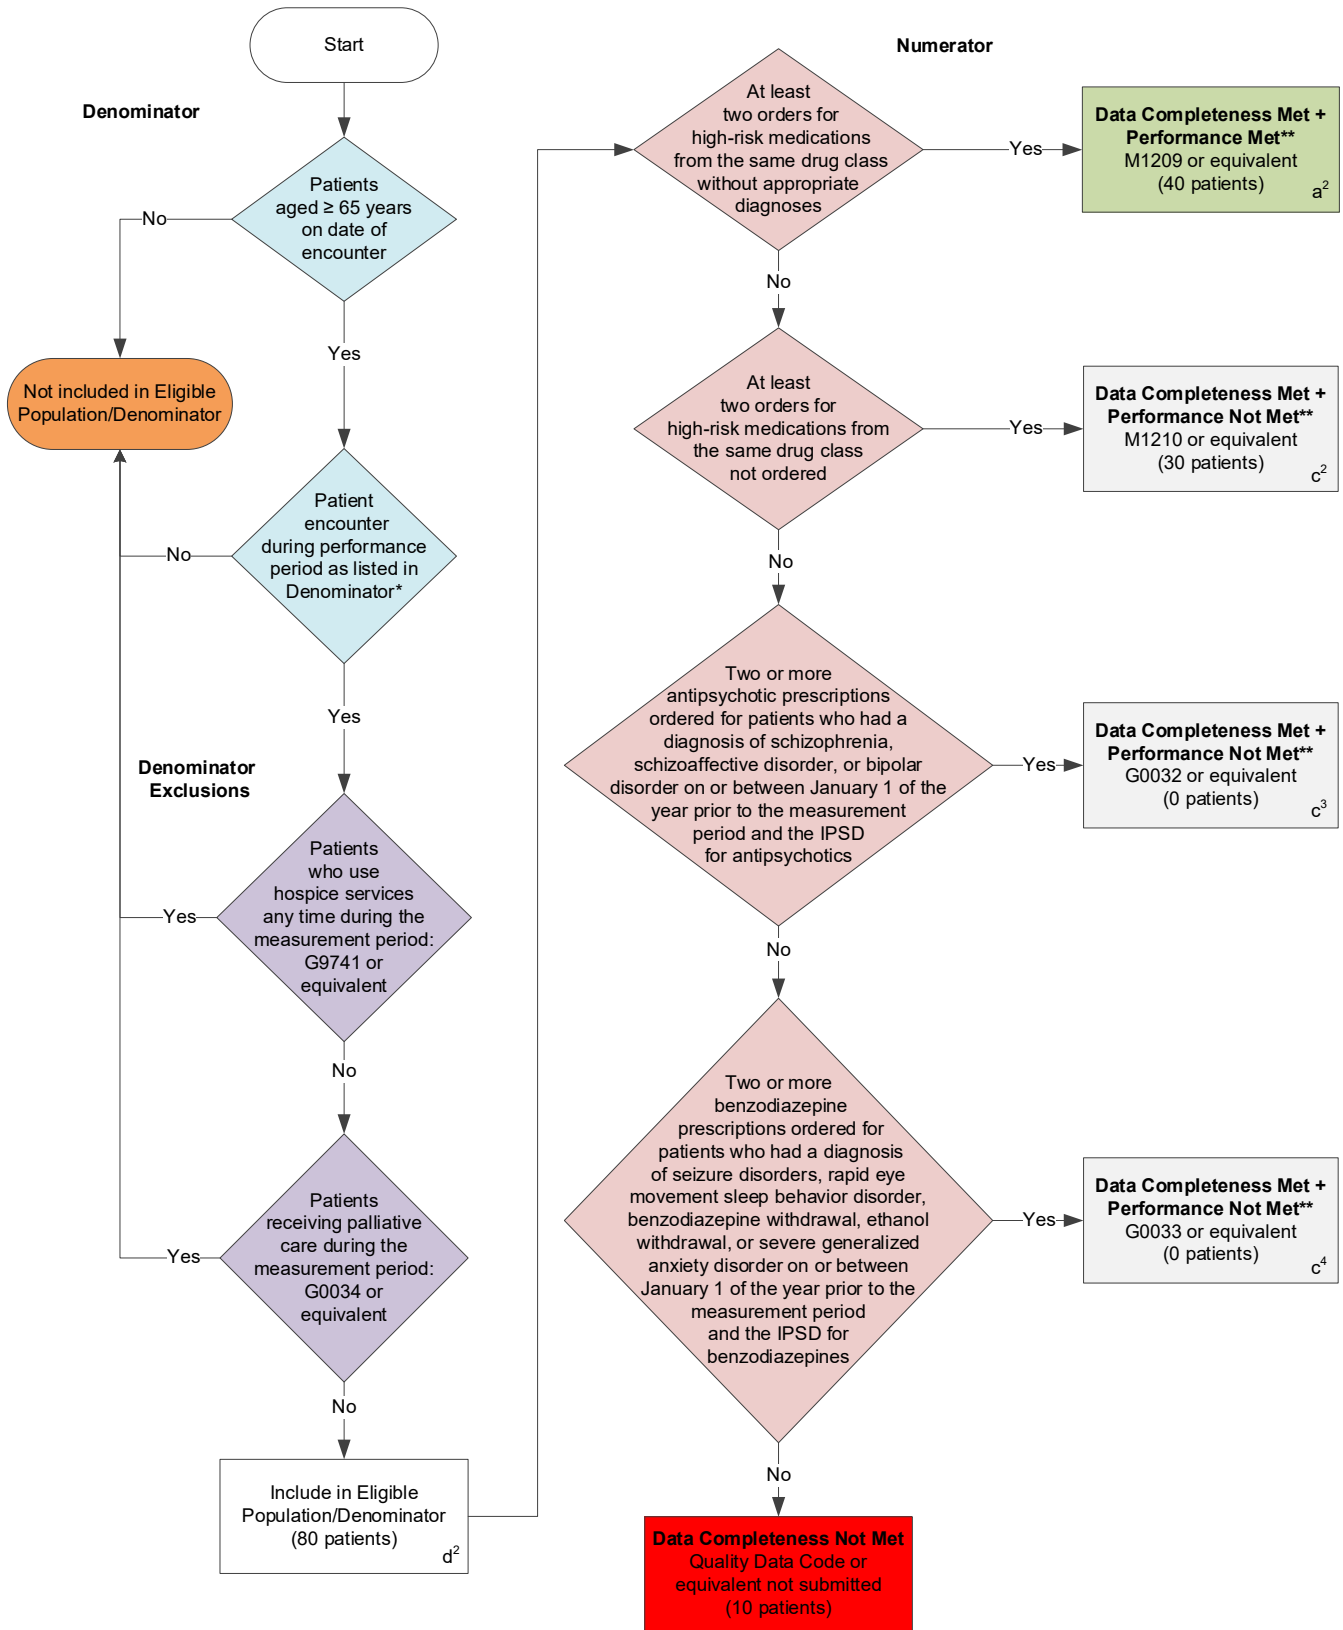 Start
Denominator
Patients
aged ≥ 65 years
on date of
encounter
No
Yes
Not included in Eligible
Population/Denominator
Patient
encounter
during performance
period as listed in
Denominator*
No
Yes
Denominator
Exclusions
Patients
who use
hospice services
any time during the
measurement period:
G9741 or
equivalent
Yes
No
Patients
receiving palliative
care during the
measurement period:
G0034 or
equivalent
Yes
No
Include in Eligible
Population/Denominator
(80 patients)
d²
Numerator
At least
two orders for
high-risk medications
from the same drug class
without appropriate
diagnoses
Yes
Data Completeness Met +
Performance Met**
M1209 or equivalent
(40 patients)
a²
No
At least
two orders for
high-risk medications from
the same drug class
not ordered
Yes
Data Completeness Met +
Performance Not Met**
M1210 or equivalent
(30 patients)
c²
No
Two or more
antipsychotic prescriptions
ordered for patients who had a
diagnosis of schizophrenia,
schizoaffective disorder, or bipolar
disorder on or between January 1 of the
year prior to the measurement
period and the IPSD
for antipsychotics
Yes
Data Completeness Met +
Performance Not Met**
G0032 or equivalent
(0 patients)
c³
No
Two or more
benzodiazepine
prescriptions ordered for
patients who had a diagnosis
of seizure disorders, rapid eye
movement sleep behavior disorder,
benzodiazepine withdrawal, ethanol
withdrawal, or severe generalized
anxiety disorder on or between
January 1 of the year prior to the
measurement period
and the IPSD for
benzodiazepines
Yes
Data Completeness Met +
Performance Not Met**
G0033 or equivalent
(0 patients)
c⁴
No
Data Completeness Not Met
Quality Data Code or
equivalent not submitted
(10 patients)